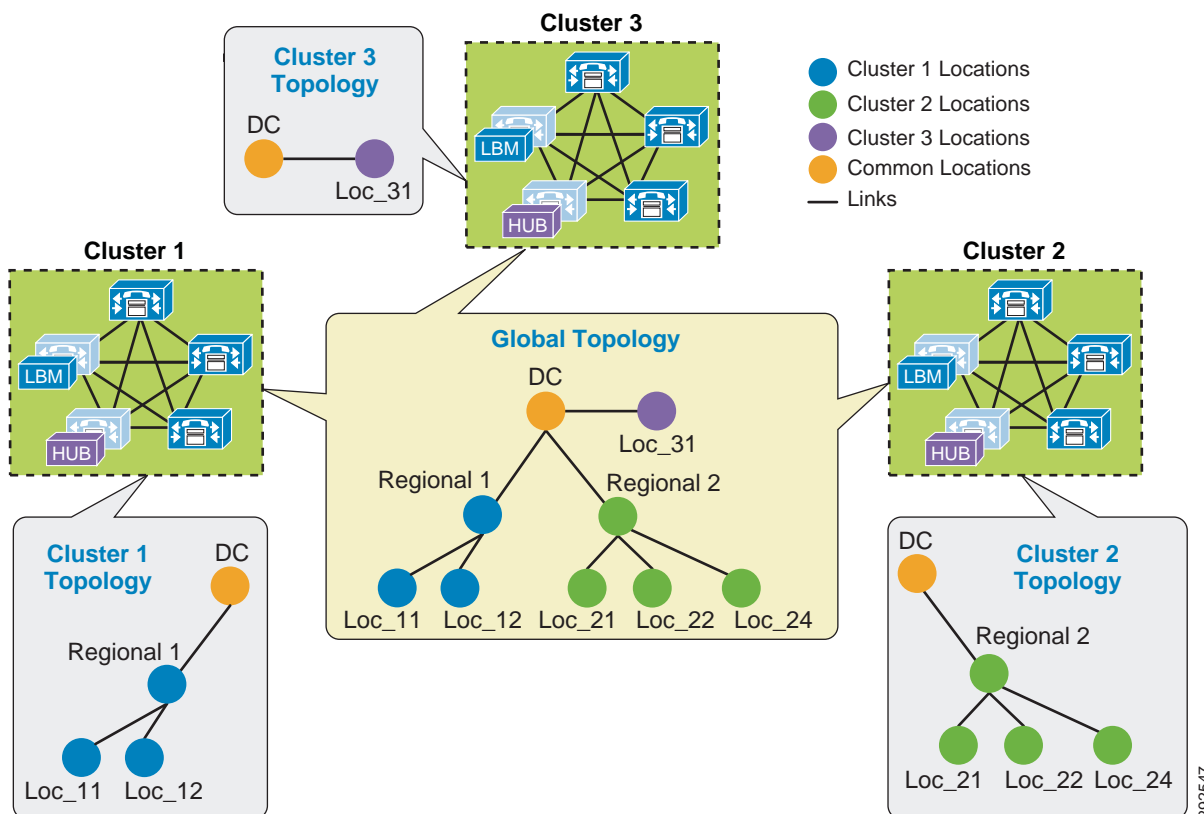 Cluster 3
Cluster 3
Topology
DC
Loc_31
LBM
HUB
Cluster 1 Locations
Cluster 2 Locations
Cluster 3 Locations
Common Locations
Links
Cluster 1
LBM
HUB
Cluster 2
LBM
HUB
Global Topology
DC
Loc_31
Regional 1
Regional 2
Loc_11
Loc_12
Loc_21
Loc_22
Loc_24
Cluster 1
Topology
DC
Regional 1
Loc_11
Loc_12
DC
Cluster 2
Topology
Regional 2
Loc_21
Loc_22
Loc_24